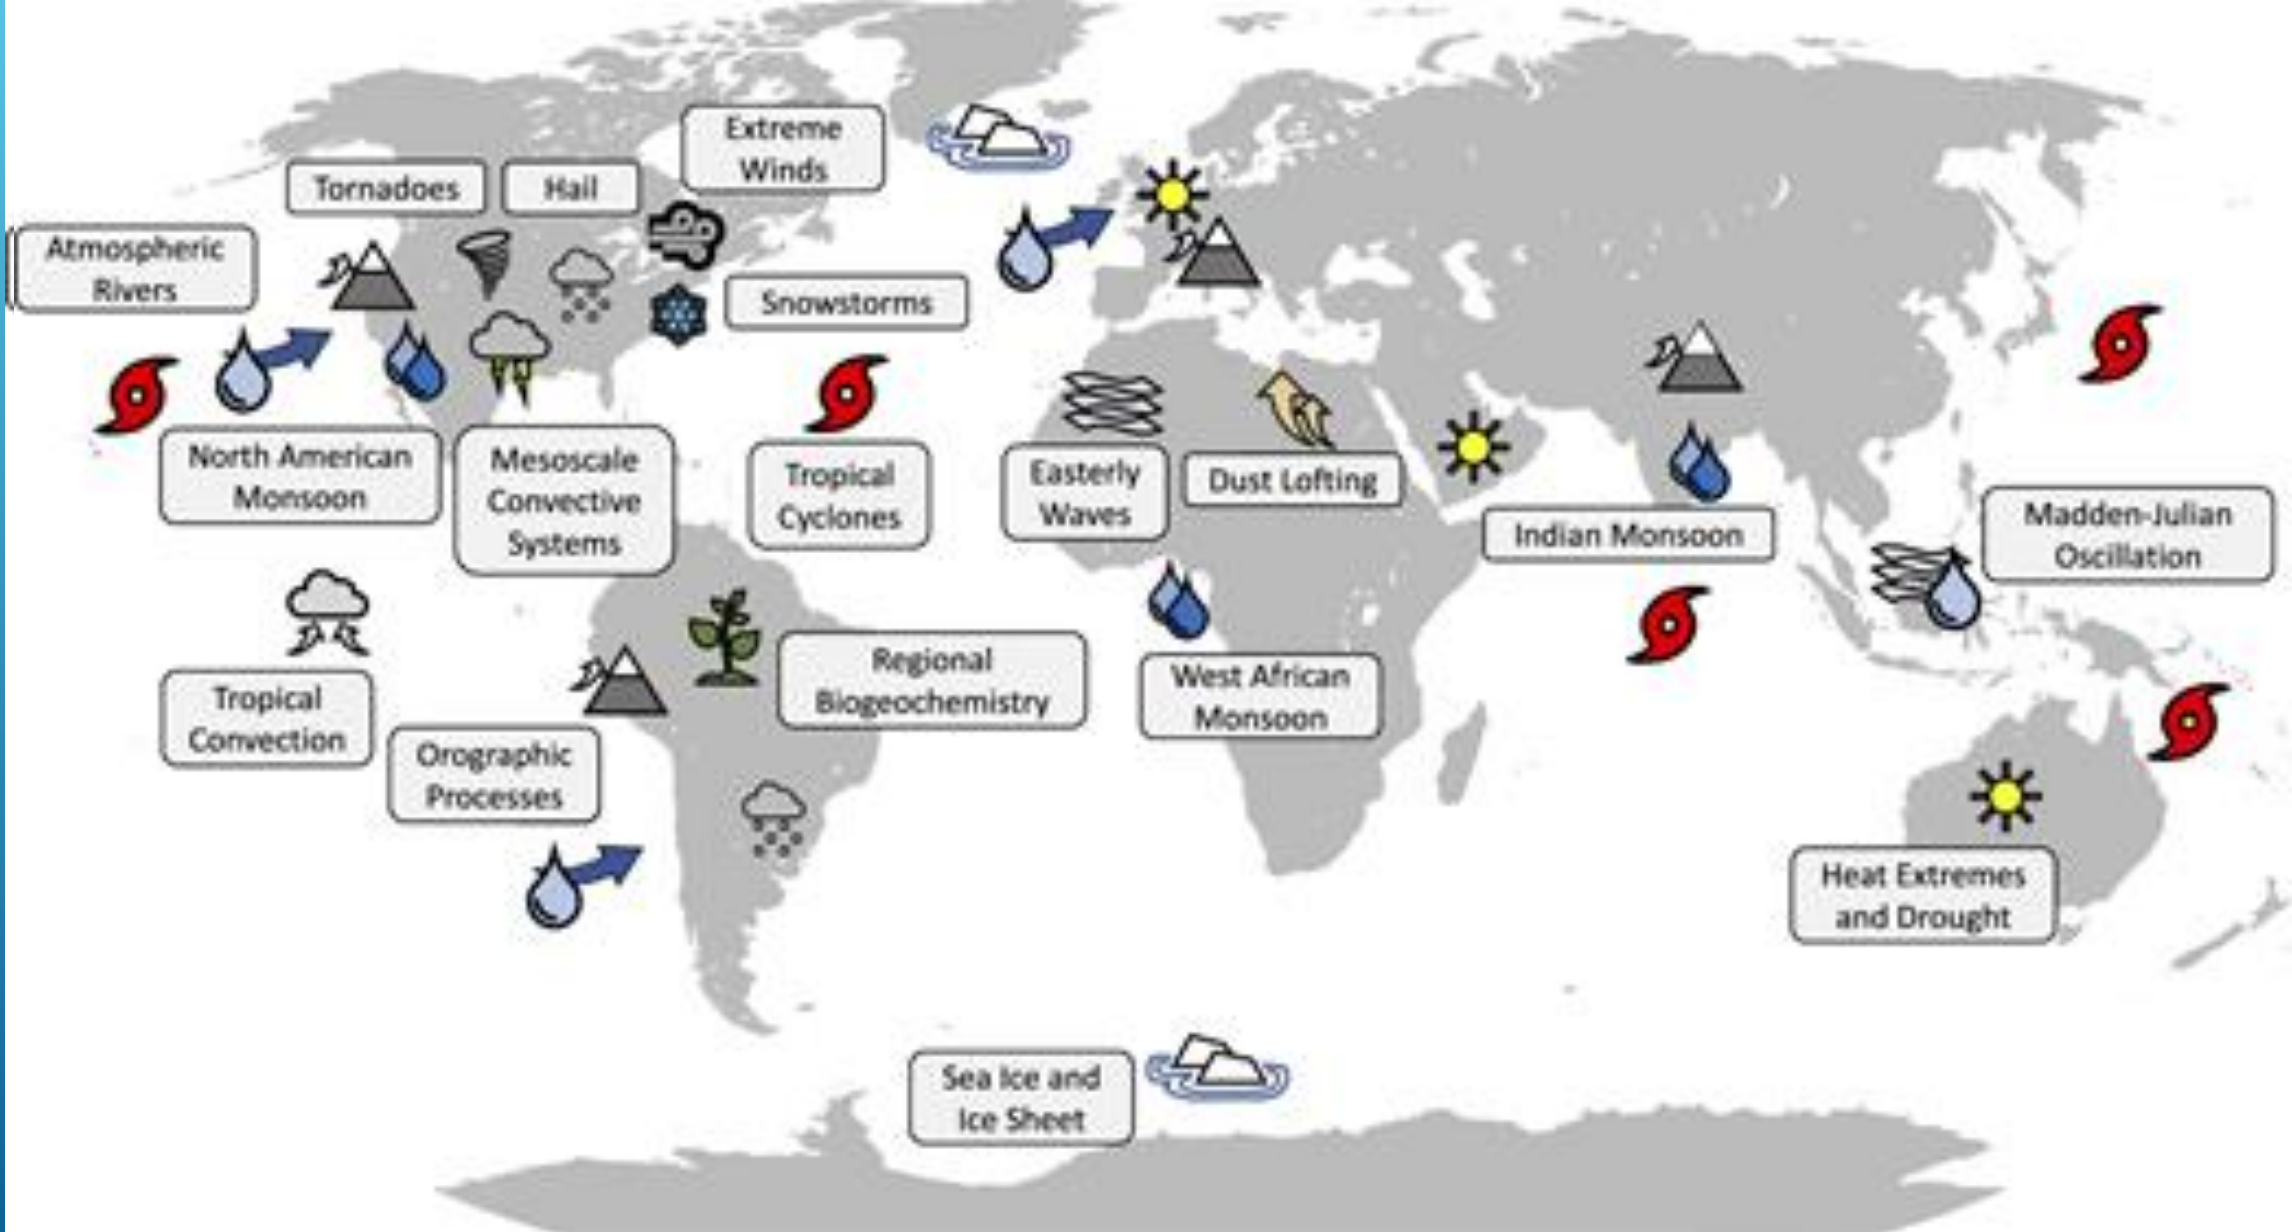 Extreme
Winds
Tornadoes
Hail
Atmospheric
Rivers
Snowstorms
North American
Monsoon
Mesoscale
Convective
Systems
Tropical
Cyclones
Easterly
Waves
Dust Lofting
Indian Monsoon
Madden-Julian
Oscillation
Tropical
Convection
Orographic
Processes
Regional
Biogeochemistry
West African
Monsoon
Heat Extremes
and Drought
Sea Ice and
Ice Sheet